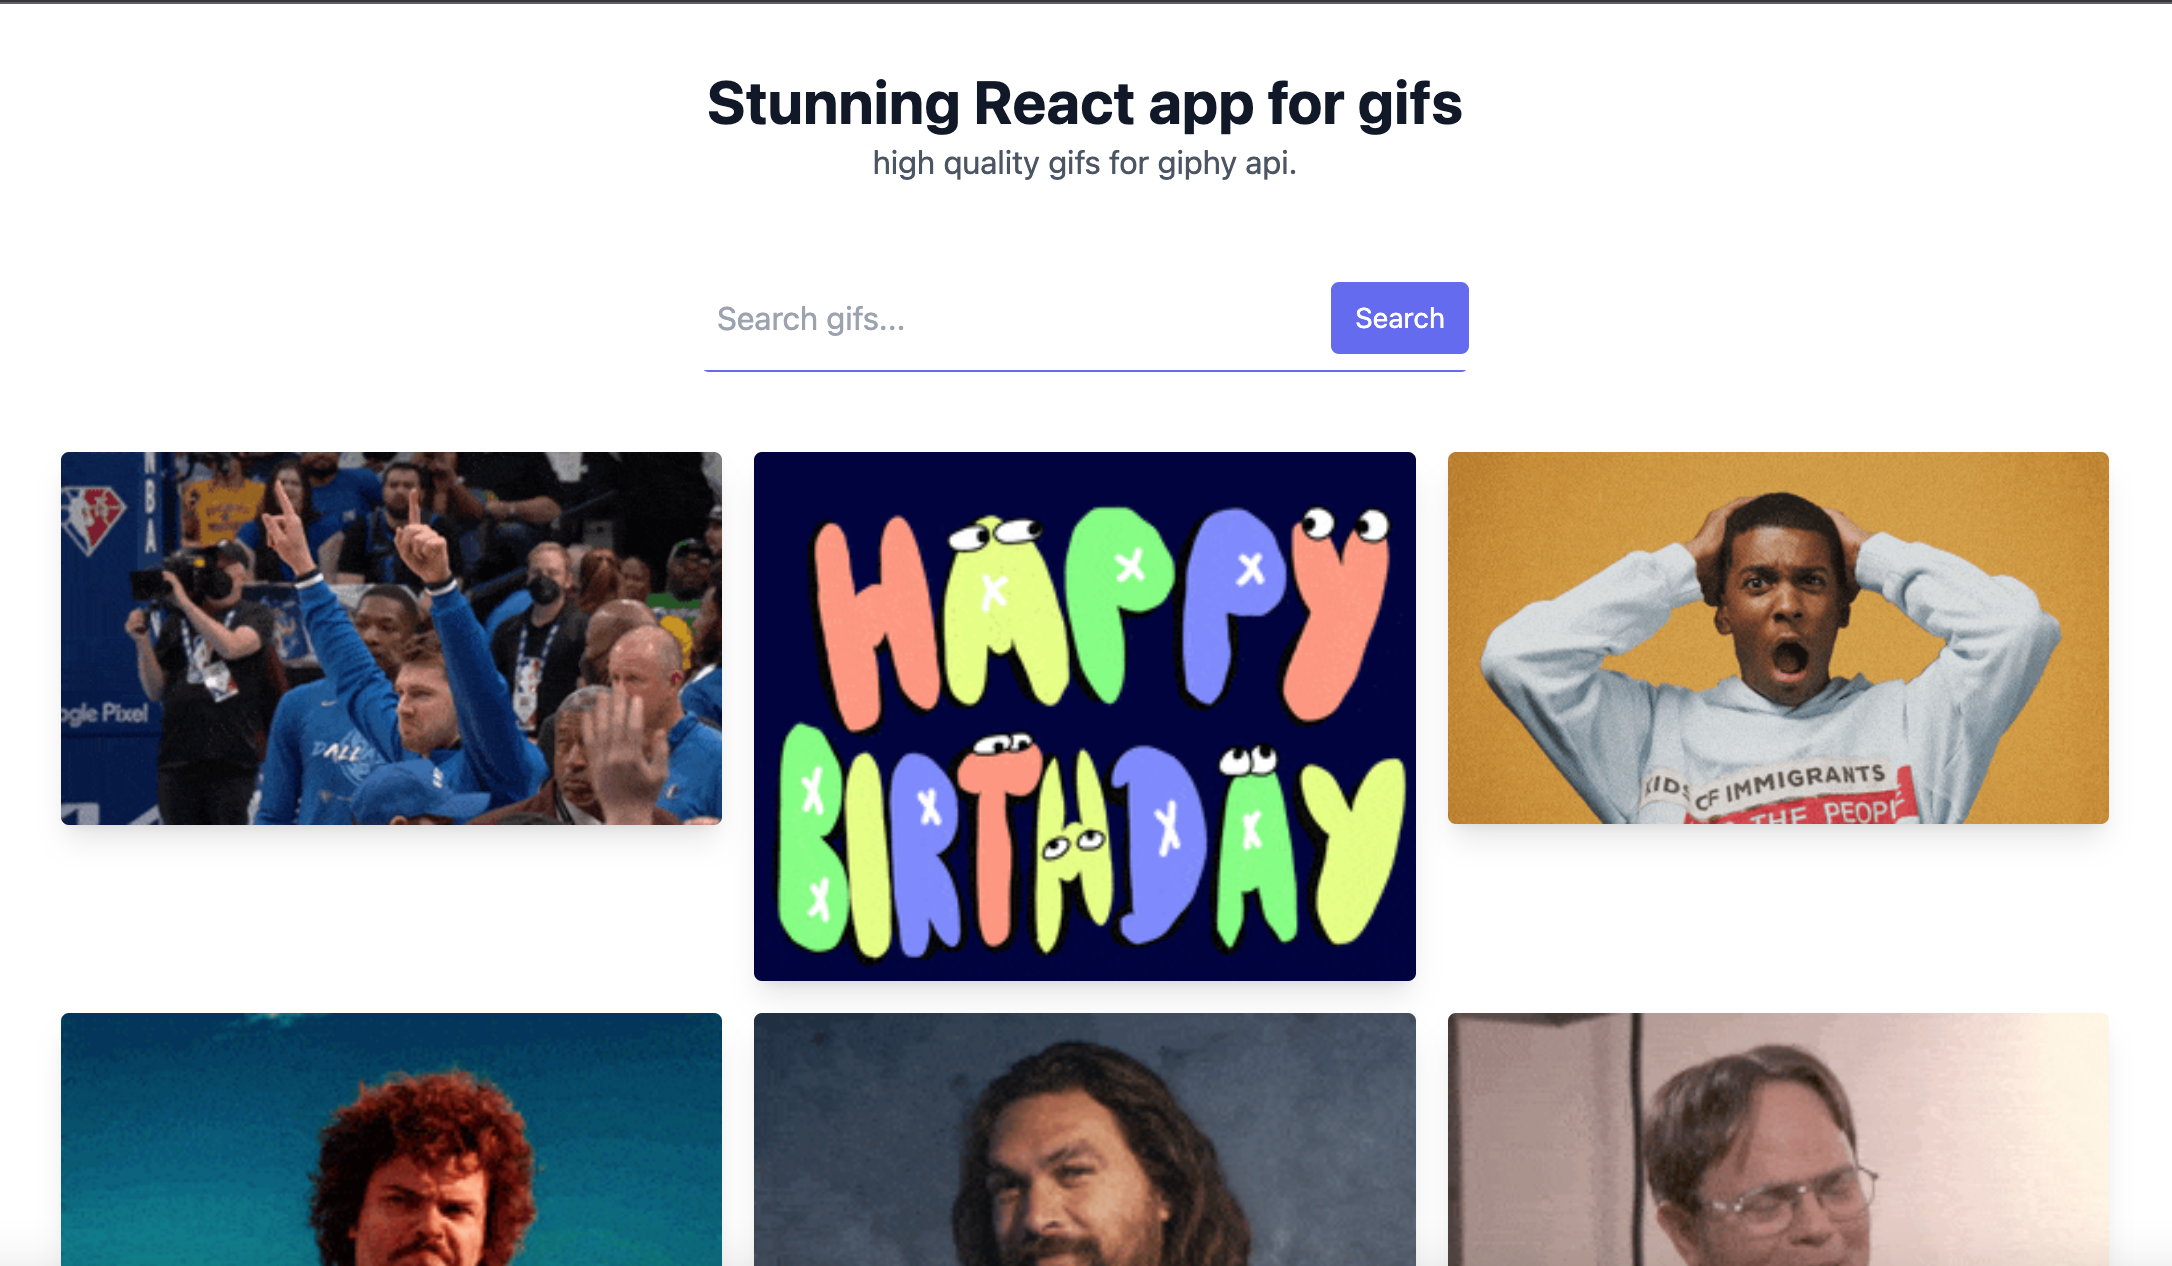 Stunning React app for gifs
high quality gifs for giphy api.
Search gifs...
Search
NBA
ogle Pixel
DALLA
HAPPY
BIRTHDAY
KIDS OF IMMIGRANTS
THE PEOPL